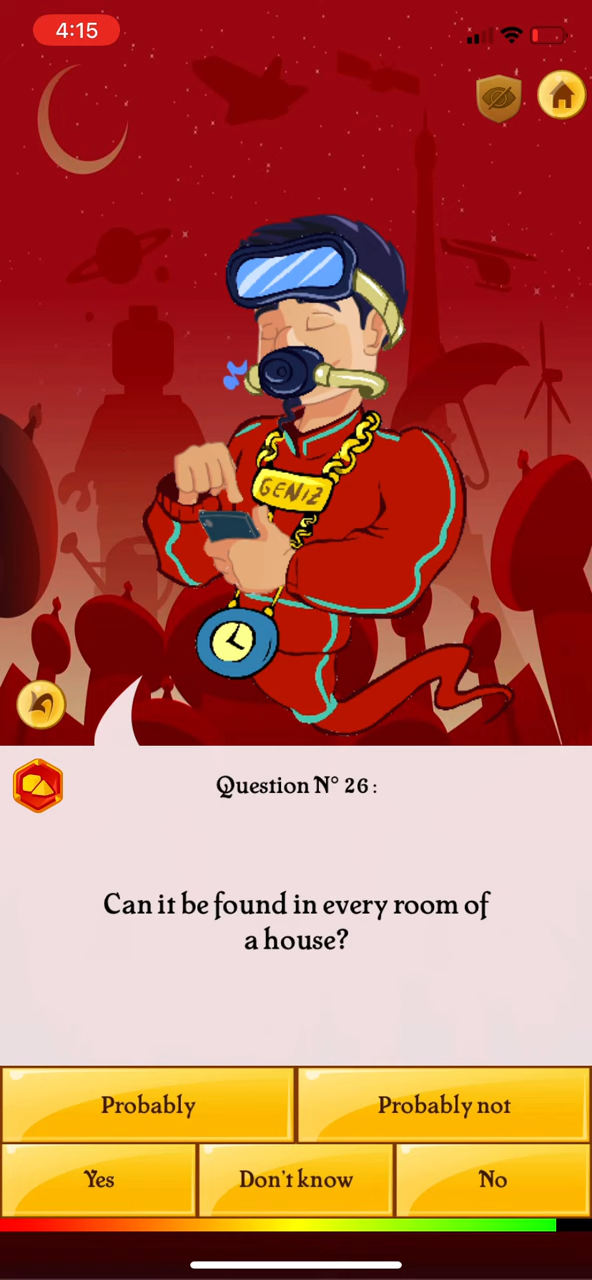 4:15
GENIZ
Question N° 26 :
Can it be found in every room of
a house?
Probably
Probably not
Yes
Don't know
No